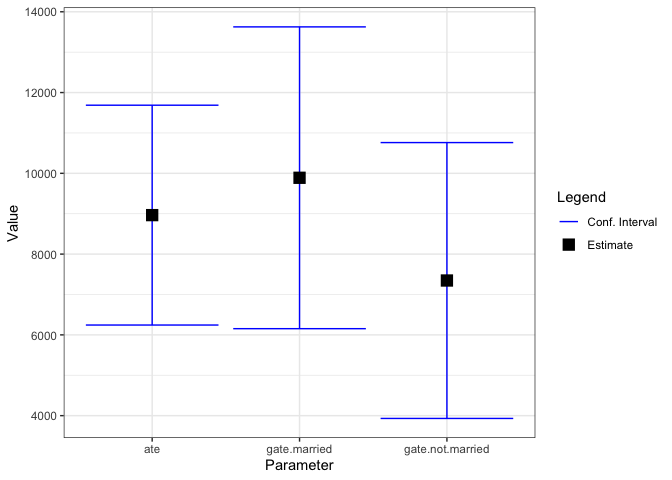 14000
12000
10000
8000
6000
4000
Value
ate
gate.married
gate.not.married
Parameter
Legend
Conf. Interval
Estimate